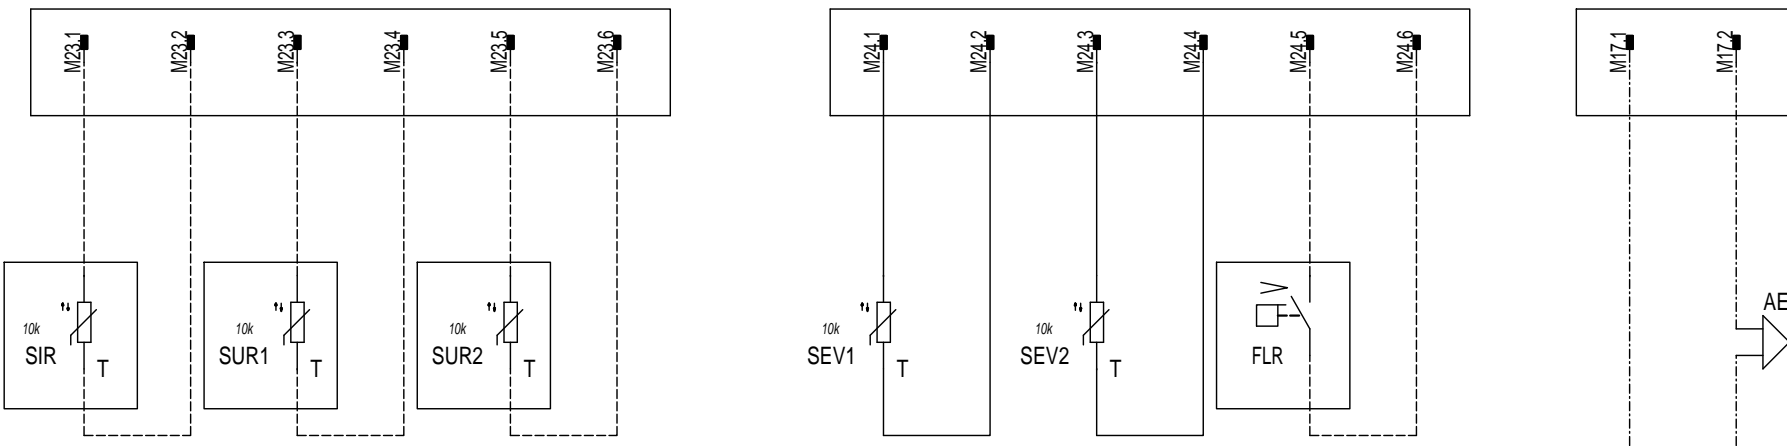 M23.1
M23.2
M23.3
M23.4
M23.5
M23.6
M24.1
M24.2
M24.3
M24.4
M24.5
M24.6
M17.1
M17.2
10k
SIR
T
10k
SUR1
T
10k
SUR2
T
10k
SEV1
T
10k
SEV2
T
FLR
AE